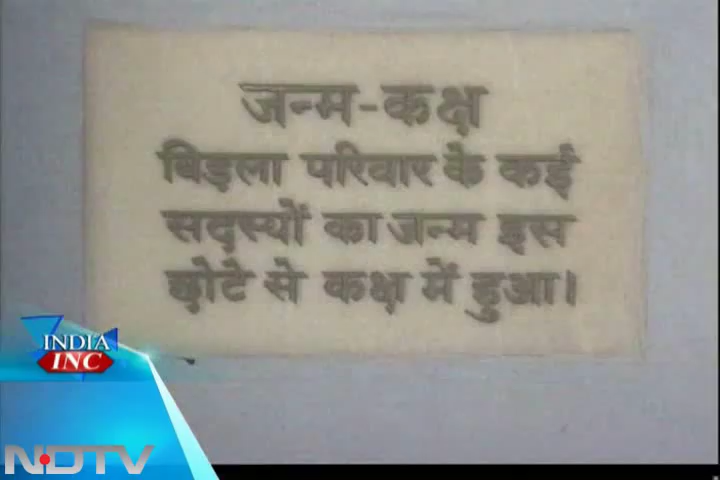 जन्म-कक्ष
बिड़ला परिवार के कई
सदस्यों का जन्म इस
छोटे से कक्ष में हुआ।
INDIA
INC
NDTV